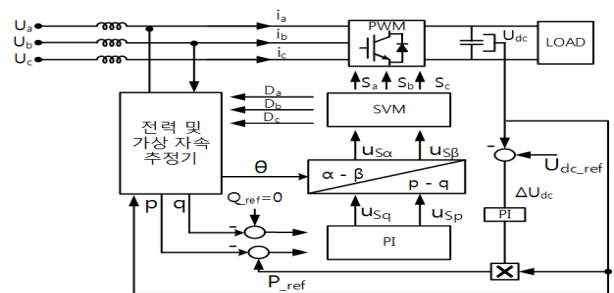 Ua
Ub
Uc
ia
ib
ic
PWM
Udc
LOAD
Sa
Sb
Sc
Da
Db
Dc
SVM
전력 및
가상 자속
추정기
uSα
uSβ
Udc_ref
θ
α - β
p - q
ΔUdc
p
q
Q_ref=0
uSq
uSp
PI
PI
P_ref